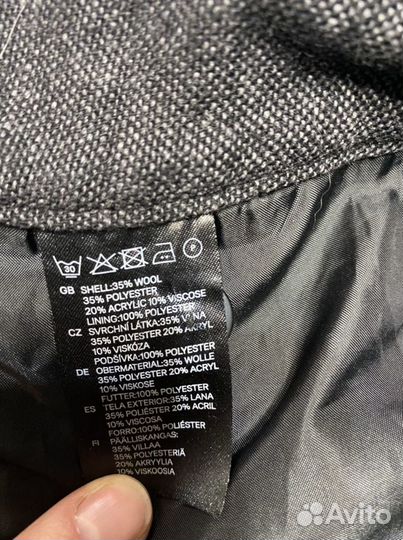 30
P
GB SHELL:35% WOOL
35% POLYESTER
20% ACRYLIC 10% VISCOSE
LINING:100% POLYESTER
CZ SVRCHNÍ LÁTKA:35% VLNA
35% POLYESTER 20% AKRYL
10% VISKÓZA
PODŠÍVKA:100% POLYESTER
DE OBERMATERIAL:35% WOLLE
35% POLYESTER 20% ACRYL
10% VISKOSE
FUTTER:100% POLYESTER
ES TELA EXTERIOR:35% LANA
35% POLIÉSTER 20% ACRIL
10% VISCOSA
FORRO:100% POLIÉSTER
FI PÄÄLLISKANGAS:
35% VILLAA
35% POLYESTERIÄ
20% AKRYYLIA
10% VISKOOSIA
Avito